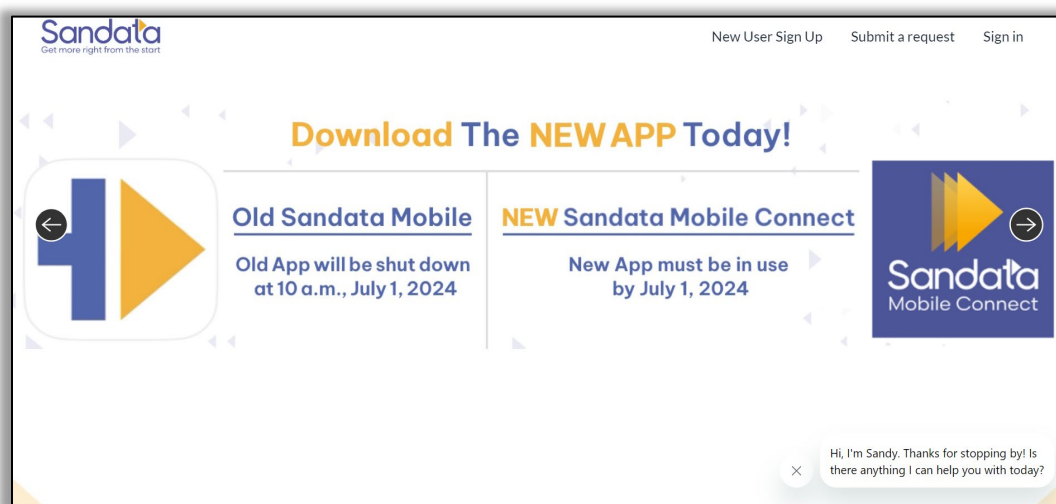 Sandata
Get more right from the start
New User Sign Up Submit a request Sign in
Download The NEW APP Today!
Old Sandata Mobile
Old App will be shut down
at 10 a.m., July 1, 2024
NEW Sandata Mobile Connect
New App must be in use
by July 1, 2024
Sandata
Mobile Connect
Hi, I'm Sandy. Thanks for stopping by! Is
there anything I can help you with today?